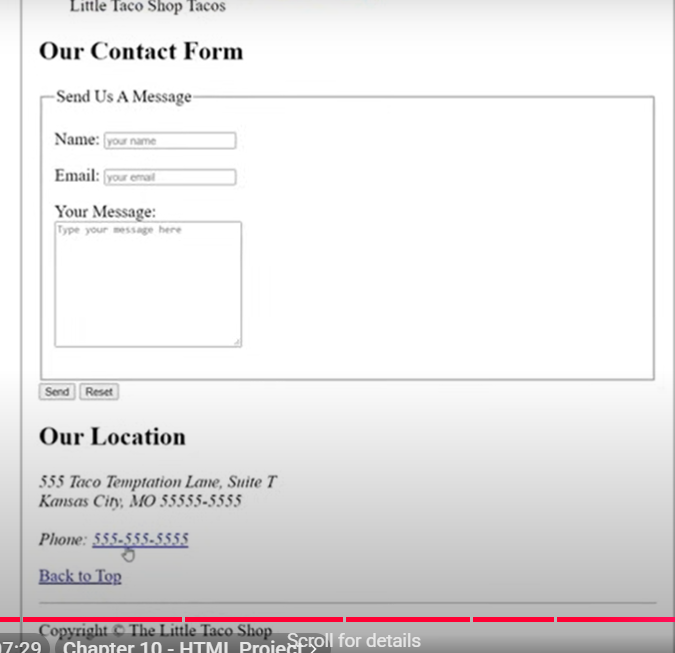 Little Taco Shop Tacos
Our Contact Form
Send Us A Message
Name: your name
Email: your email
Your Message:
Type your message here
Send Reset
Our Location
555 Taco Temptation Lane, Suite T
Kansas City, MO 55555-5555
Phone: 555-555-5555
Back to Top
Copyright © The Little Taco Shop
Scroll for details
7:29 Chapter 10 - HTML Project